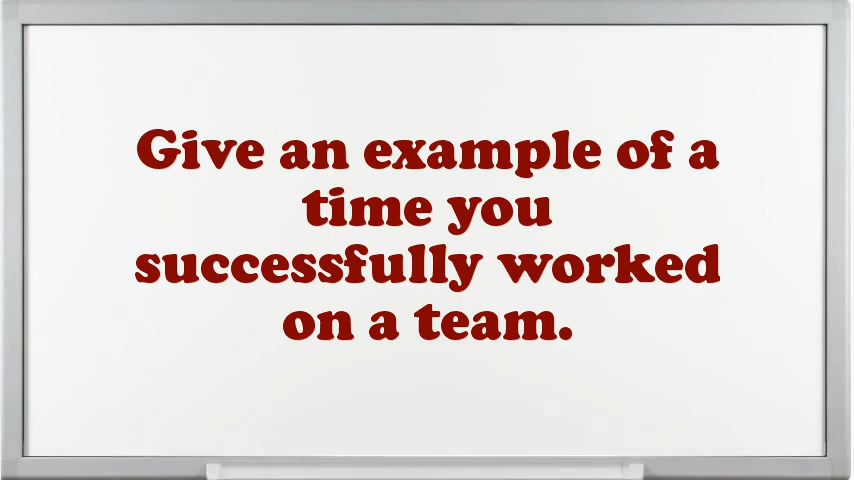 Give an example of a
time you
successfully worked
on a team.